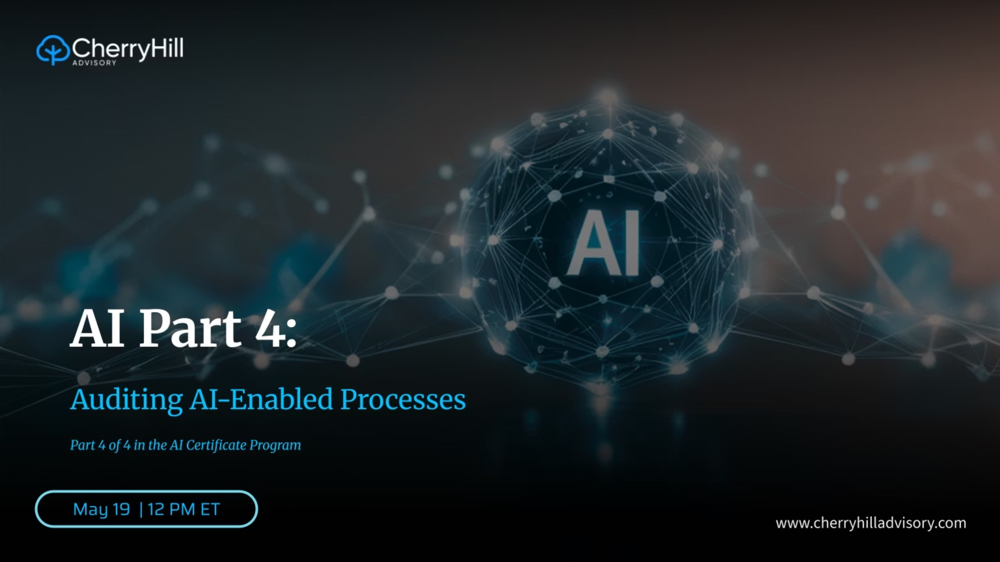 CherryHill
ADVISORY
AI
AI Part 4:
Auditing AI-Enabled Processes
Part 4 of 4 in the AI Certificate Program
May 19 | 12 PM ET
www.cherryhilladvisory.com